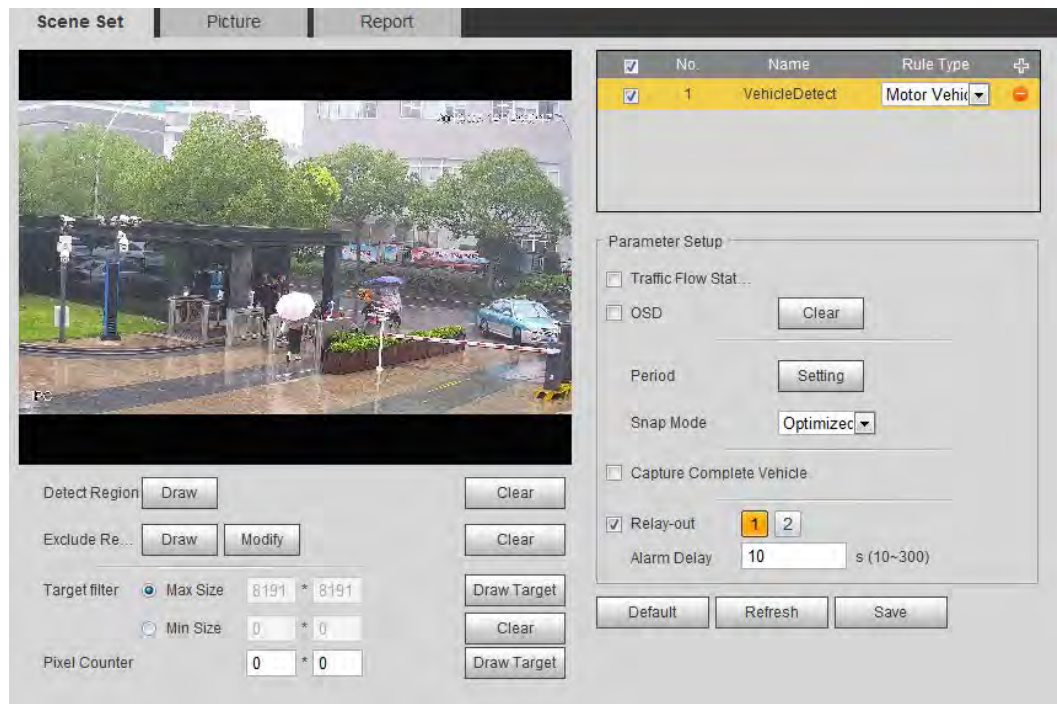 Scene Set Picture Report
No. Name Rule Type
1 VehicleDetect Motor Vehic
Parameter Setup
Traffic Flow Stat...
OSD Clear
Period Setting
Snap Mode Optimizec
Capture Complete Vehicle
Relay-out 1 2
Alarm Delay 10 s (10~300)
Default Refresh Save
PC
Detect Region Draw Clear
Exclude Re... Draw Modify Clear
Target filter Max Size 8191 * 8191 Draw Target
Min Size 0 * 0 Clear
Pixel Counter 0 * 0 Draw Target